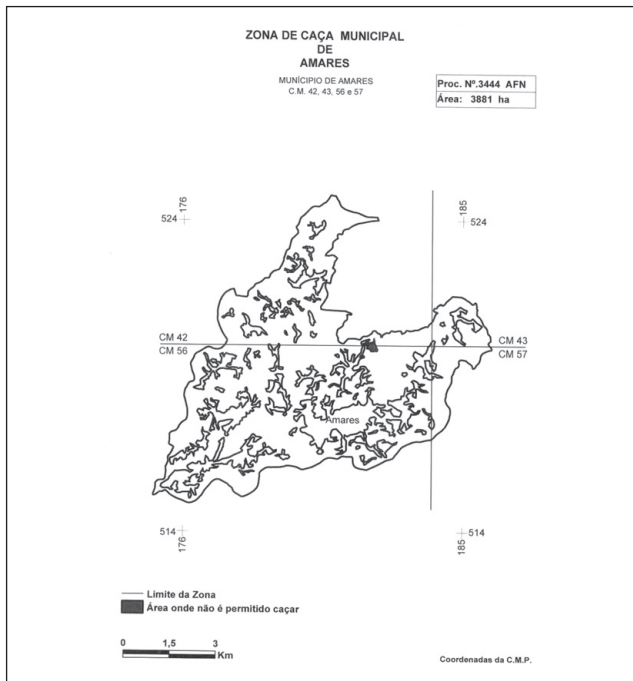 ZONA DE CAÇA MUNICIPAL
DE
AMARES
MUNÍCIPIO DE AMARES
C.M. 42, 43, 56 e 57
Proc. Nº.3444 AFN
Área: 3881 ha
176
185
524
524
CM 42
CM 43
CM 56
CM 57
Amares
514
514
176
185
Limite da Zona
Área onde não é permitido caçar
0 1,5 3
Km
Coordenadas da C.M.P.